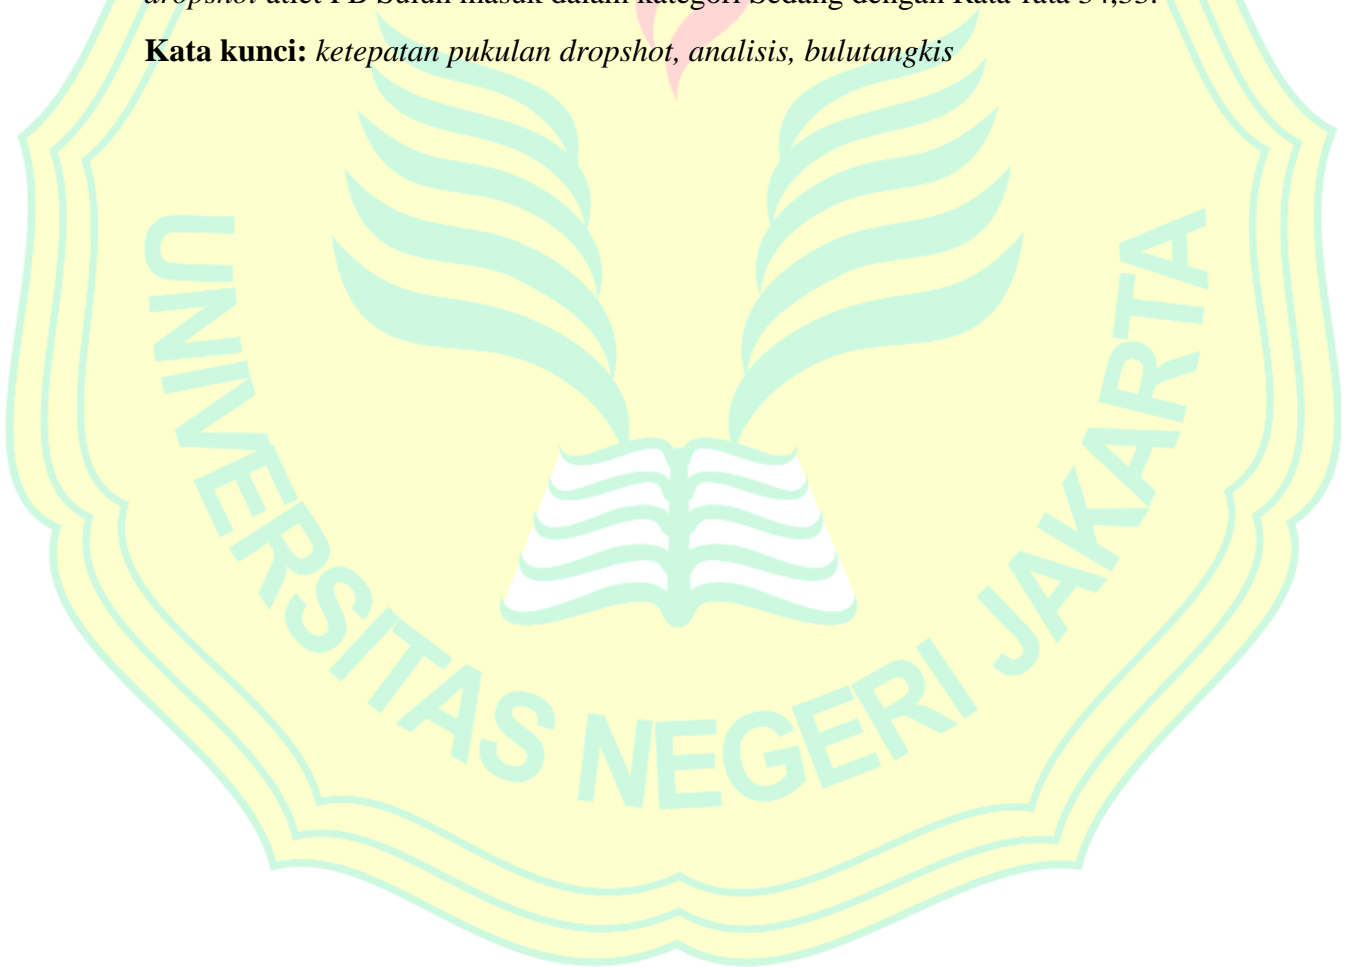 dropshot atlet PB Suluh masuk dalam kategori Sedang dengan Rata-rata
Kata kunci: ketepatan pukulan dropshot, analisis, bulutangkis
UNIVERSITAS NEGERI JAKARTA